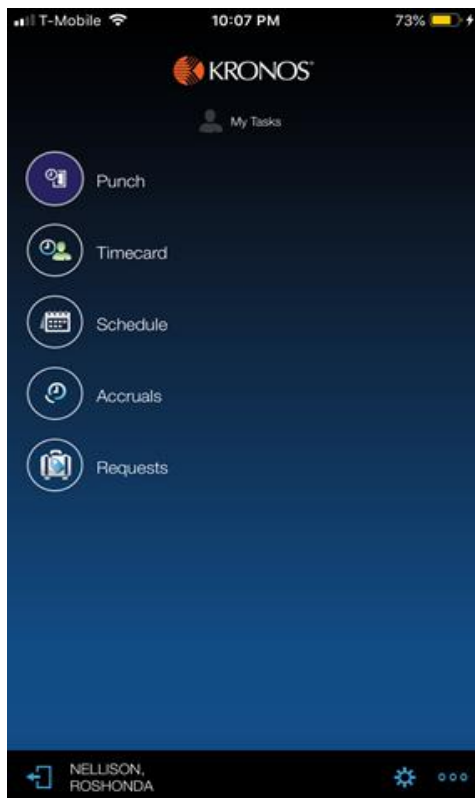 T-Mobile 10:07 PM 73%
KRONOS®
My Tasks
Punch
Timecard
Schedule
Accruals
Requests
NELLISON,
ROSHONDA